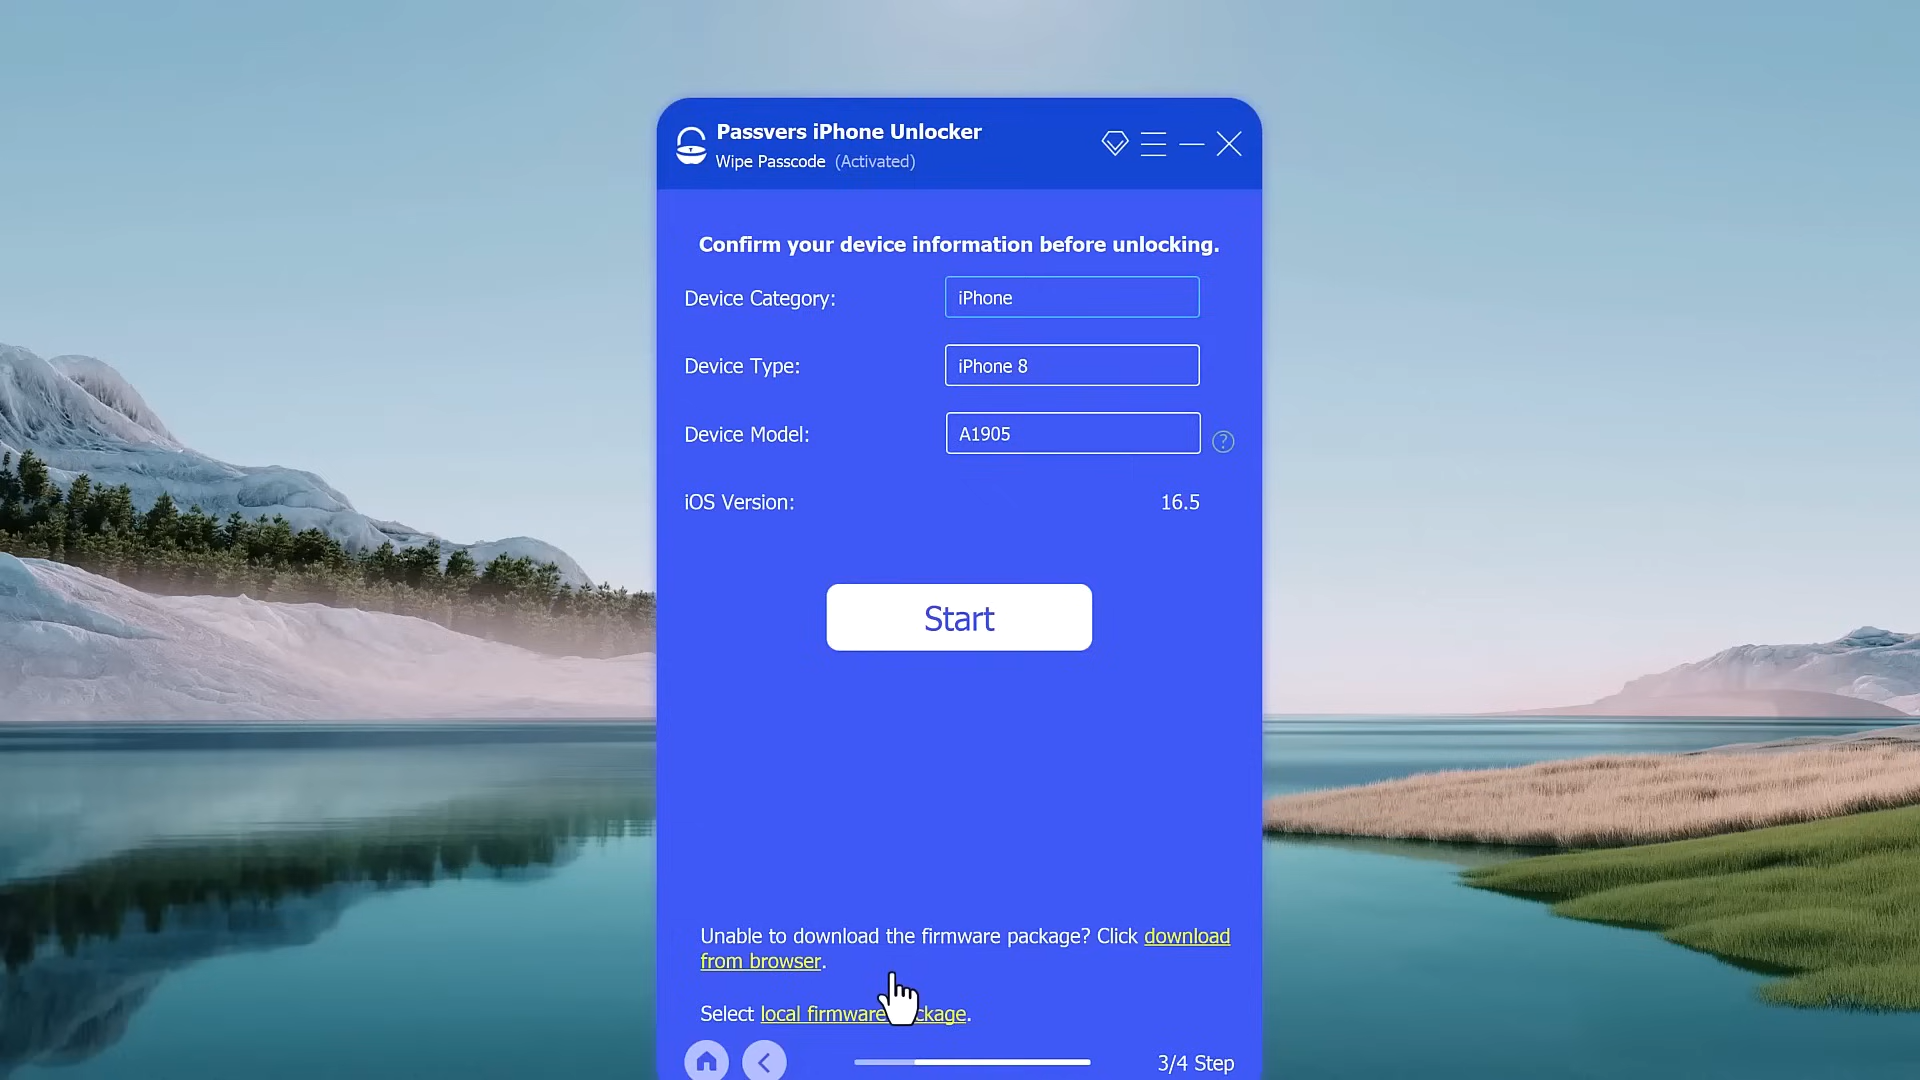 Passvers iPhone Unlocker
Wipe Passcode (Activated)
Confirm your device information before unlocking.
Device Category: iPhone
Device Type: iPhone 8
Device Model: A1905 ?
iOS Version: 16.5
Start
Unable to download the firmware package? Click download
from browser.
Select local firmware ckage.
3/4 Step